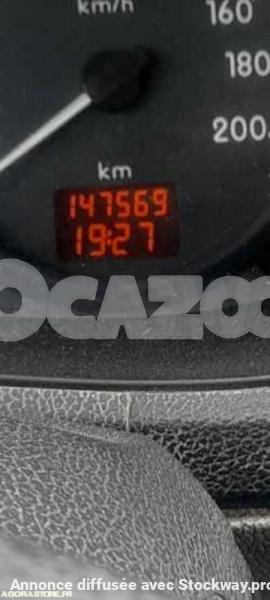 km/h
160
180
200
km
147569
19:27
OCAZOO
AGORASTORE.FR
Annonce diffusée avec Stockway.pro